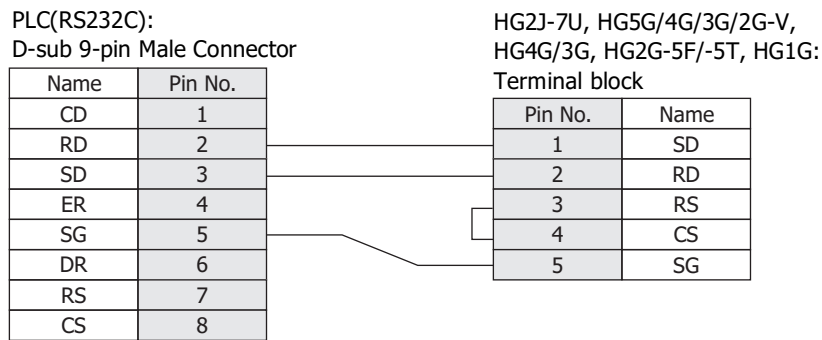 PLC(RS232C):
D-sub 9-pin Male Connector
Name Pin No.
CD 1
RD 2
SD 3
ER 4
SG 5
DR 6
RS 7
CS 8
HG2J-7U, HG5G/4G/3G/2G-V,
HG4G/3G, HG2G-5F/-5T, HG1G:
Terminal block
Pin No. Name
1 SD
2 RD
3 RS
4 CS
5 SG